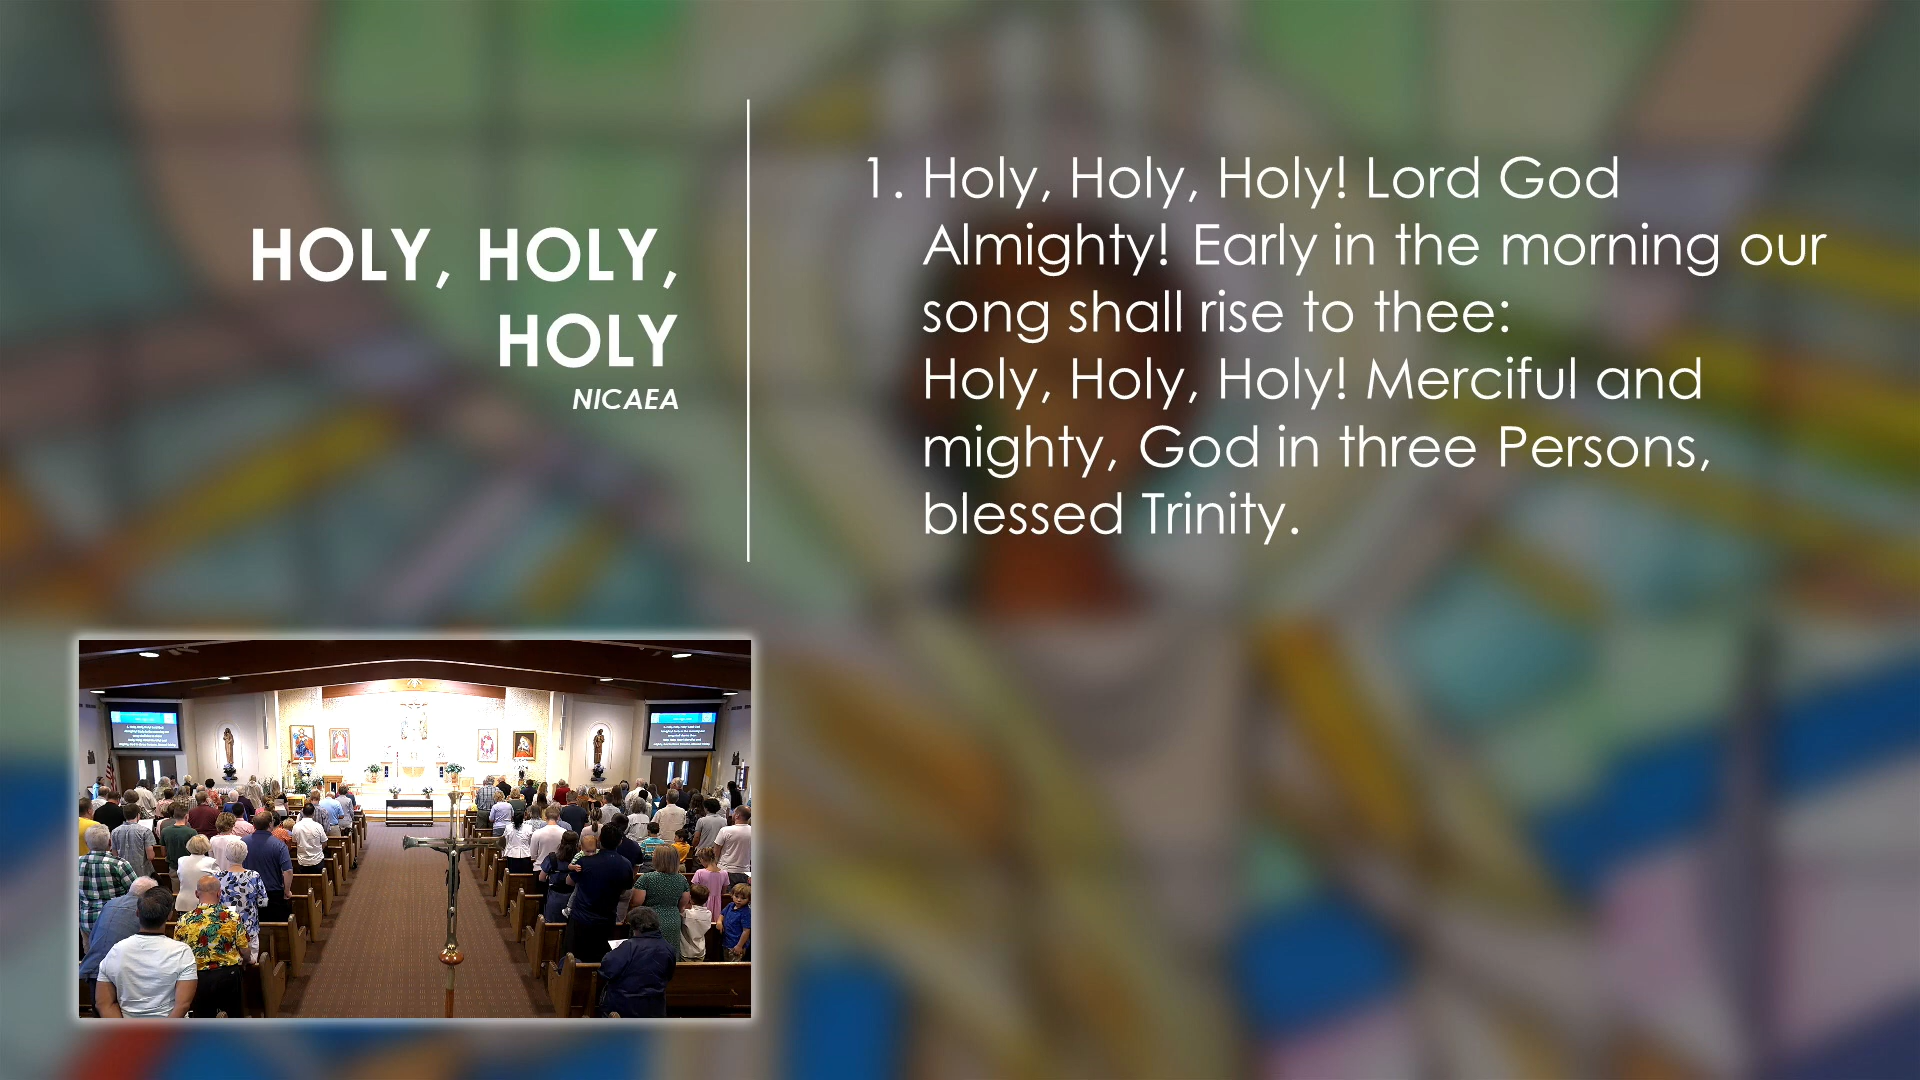 HOLY, HOLY,
HOLY
NICAEA
1. Holy, Holy, Holy! Lord God
Almighty! Early in the morning our
song shall rise to thee:
Holy, Holy, Holy! Merciful and
mighty, God in three Persons,
blessed Trinity.